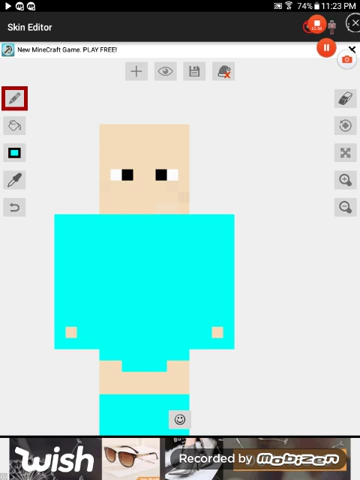 74% 11:23 PM
Skin Editor
New MineCraft Game. PLAY FREE!
wish
Recorded by mobizen